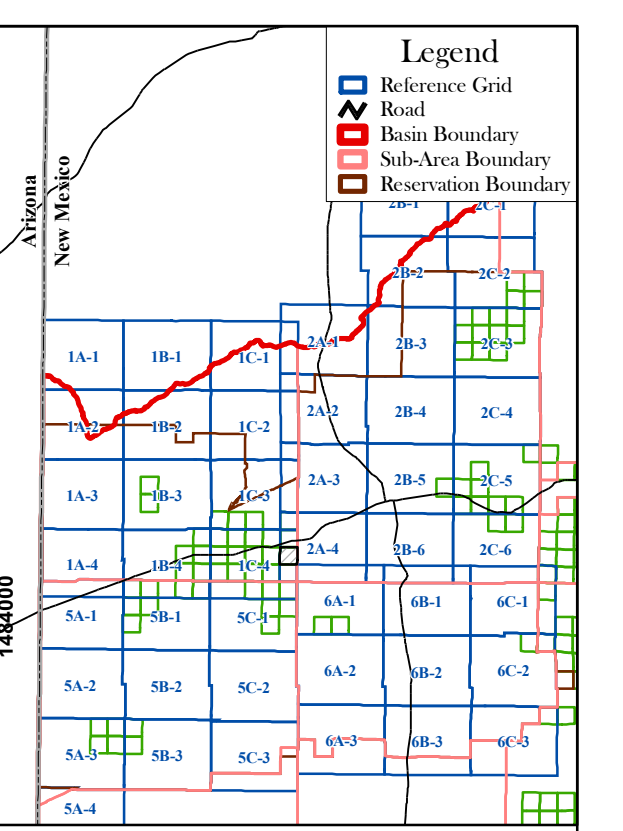 Legend
Reference Grid
Road
Basin Boundary
Sub-Area Boundary
Reservation Boundary
Arizona
New Mexico
2B-1
2C-1
2B-2
2C-2
1A-1
1B-1
1C-1
2A-1
2B-3
2C-3
1A-2
1B-2
1C-2
2A-2
2B-4
2C-4
1A-3
1B-3
1C-3
2A-3
2B-5
2C-5
1A-4
1B-4
1C-4
2A-4
2B-6
2C-6
1484000
5A-1
5B-1
5C-1
6A-1
6B-1
6C-1
5A-2
5B-2
5C-2
6A-2
6B-2
6C-2
5A-3
5B-3
5C-3
6A-3
6B-3
6C-3
5A-4